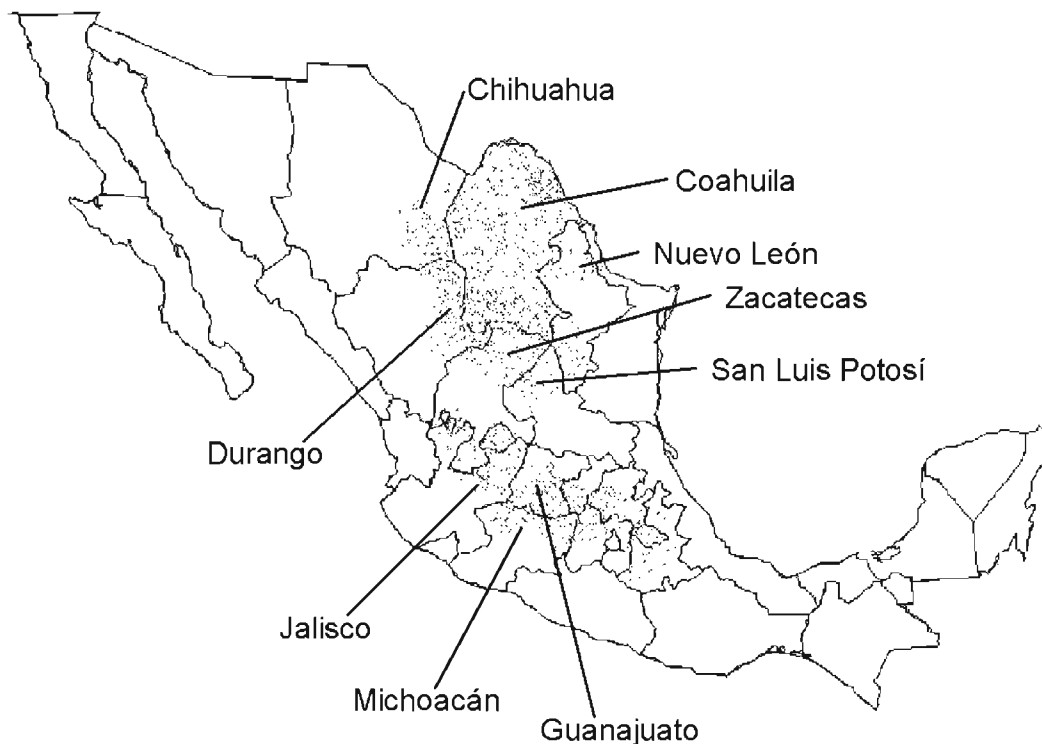 Chihuahua
Coahuila
Nuevo León
Zacatecas
San Luis Potosí
Durango
Jalisco
Michoacán
Guanajuato